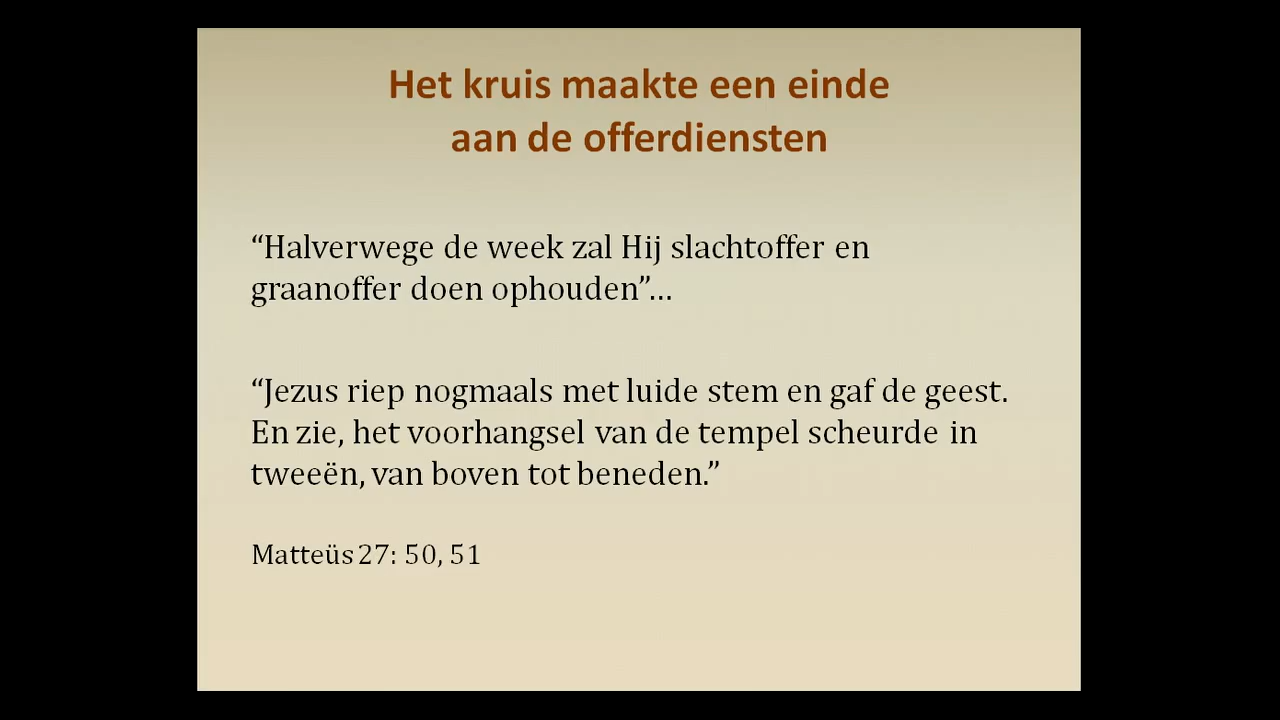 Het kruis maakte een einde
aan de offerdiensten
“Halverwege de week zal Hij slachtoffer en
graanoffer doen ophouden”...
“Jezus riep nogmaals met luide stem en gaf de geest.
En zie, het voorhangsel van de tempel scheurde in
tweeën, van boven tot beneden.”
Matteüs 27: 50, 51